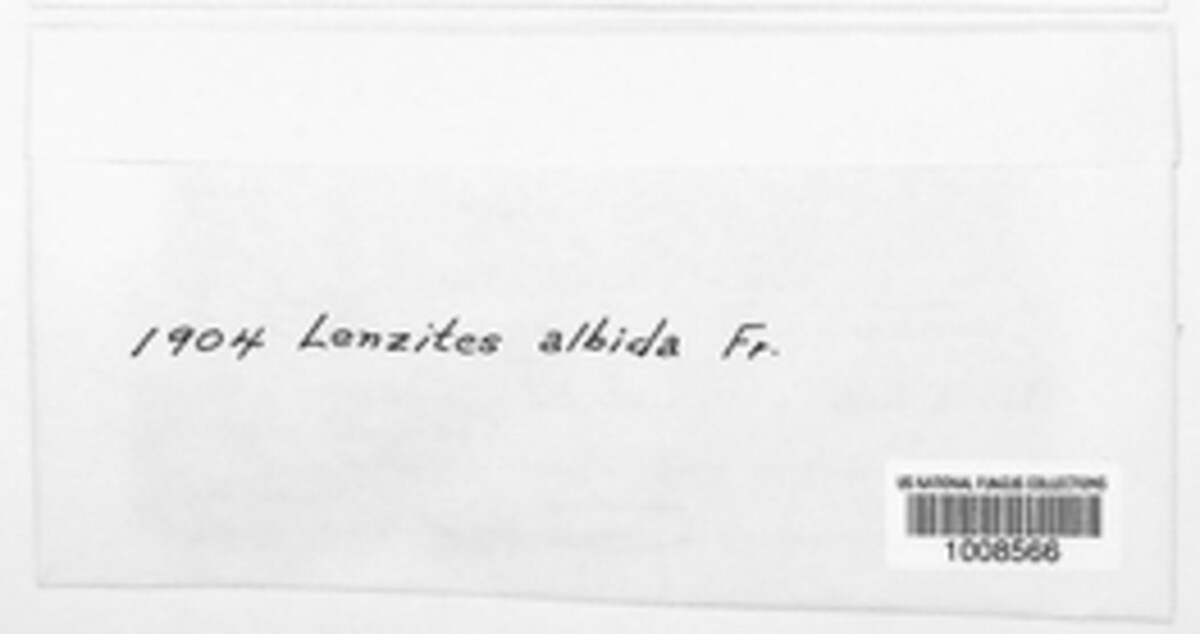 1904 Lenzites albida Fr.
US NATIONAL FUNGUS COLLECTIONS
1008566